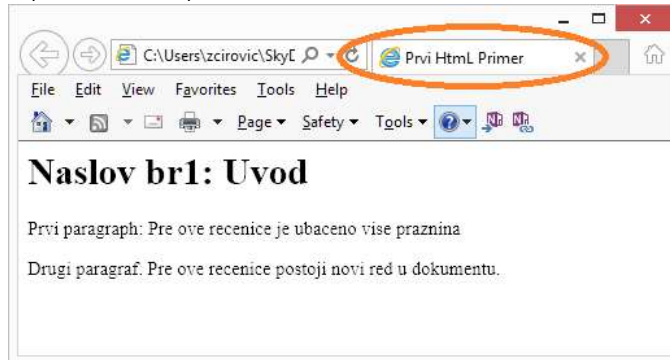 C:\Users\zcirovic\SkyD
Prvi HtmL Primer
File Edit View Favorites Tools Help
Page Safety Tools
Naslov br1: Uvod
Prvi paragraph: Pre ove recenice je ubaceno vise praznina
Drugi paragraf. Pre ove recenice postoji novi red u dokumentu.